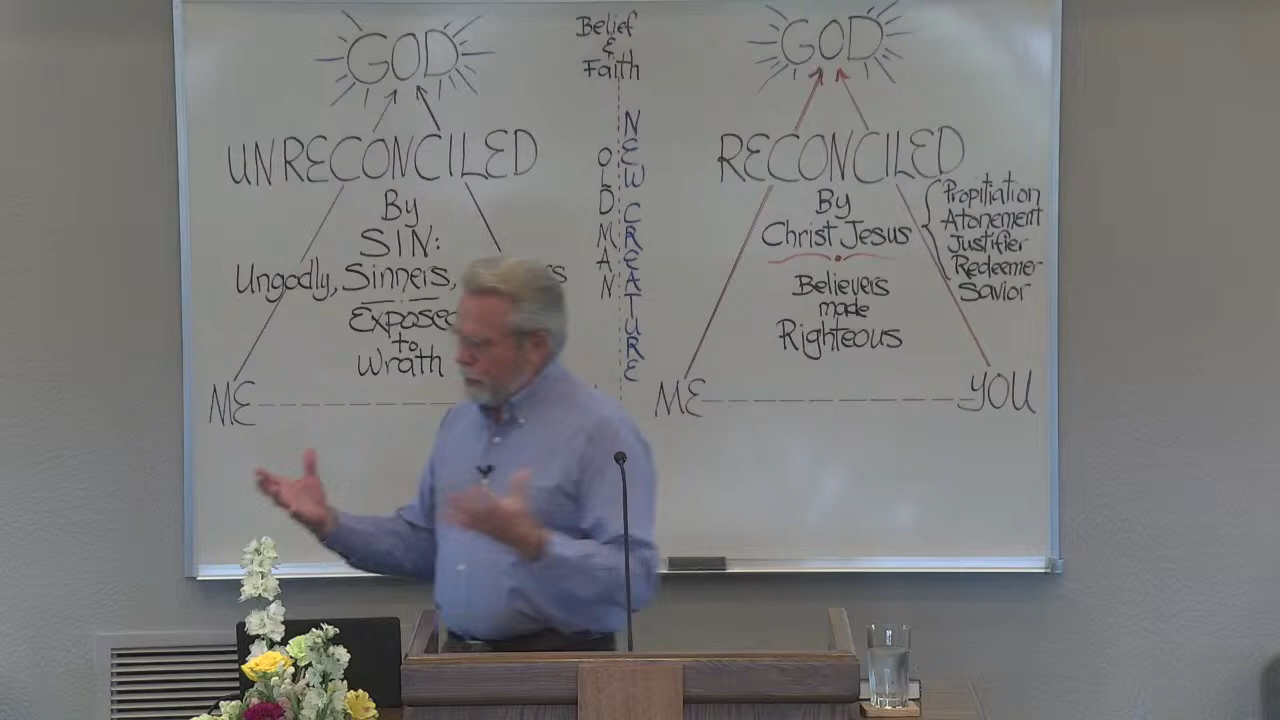 GOD
UNRECONCILED
By
SIN:
Ungodly, Sinners,
to
Wrath
ME
Belief
&
Faith
OLD MAN
NEW CREATURE
GOD
RECONCILED
By
Christ Jesus
Propitiation
Atonement
Justifier
Redeemer
Savior
Believers
made
Righteous
ME
YOU